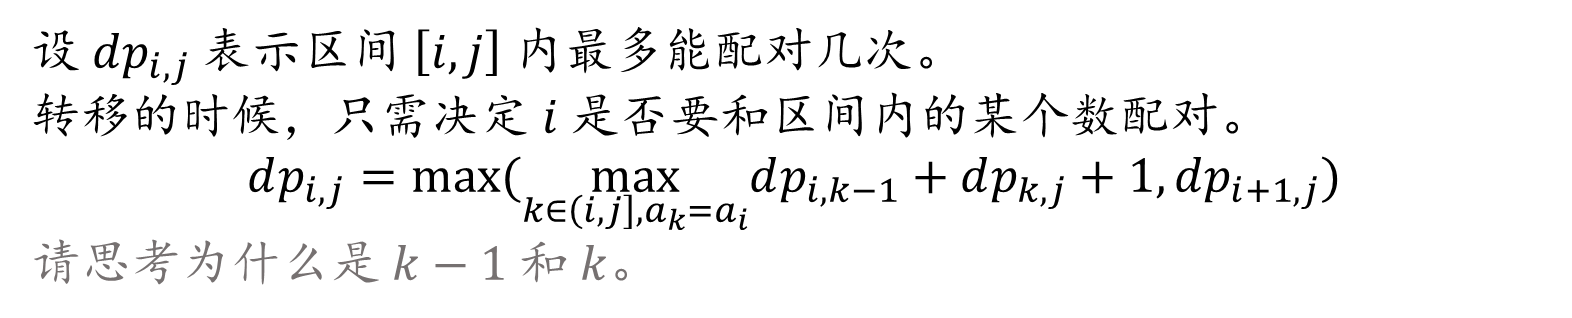 设 dp_{i,j} 表示区间 [i,j] 内最多能配对几次。
转移的时候，只需决定 i 是否要和区间内的某个数配对。
dp_{i,j} = max(max_{k∈(i,j],a_k=a_i} dp_{i,k−1} + dp_{k,j} + 1, dp_{i+1,j})
请思考为什么是 k − 1 和 k。